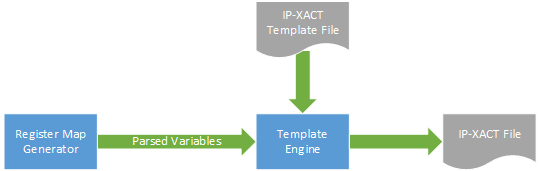 IP-XACT
Template File
Register Map
Generator
Parsed Variables
Template
Engine
IP-XACT File